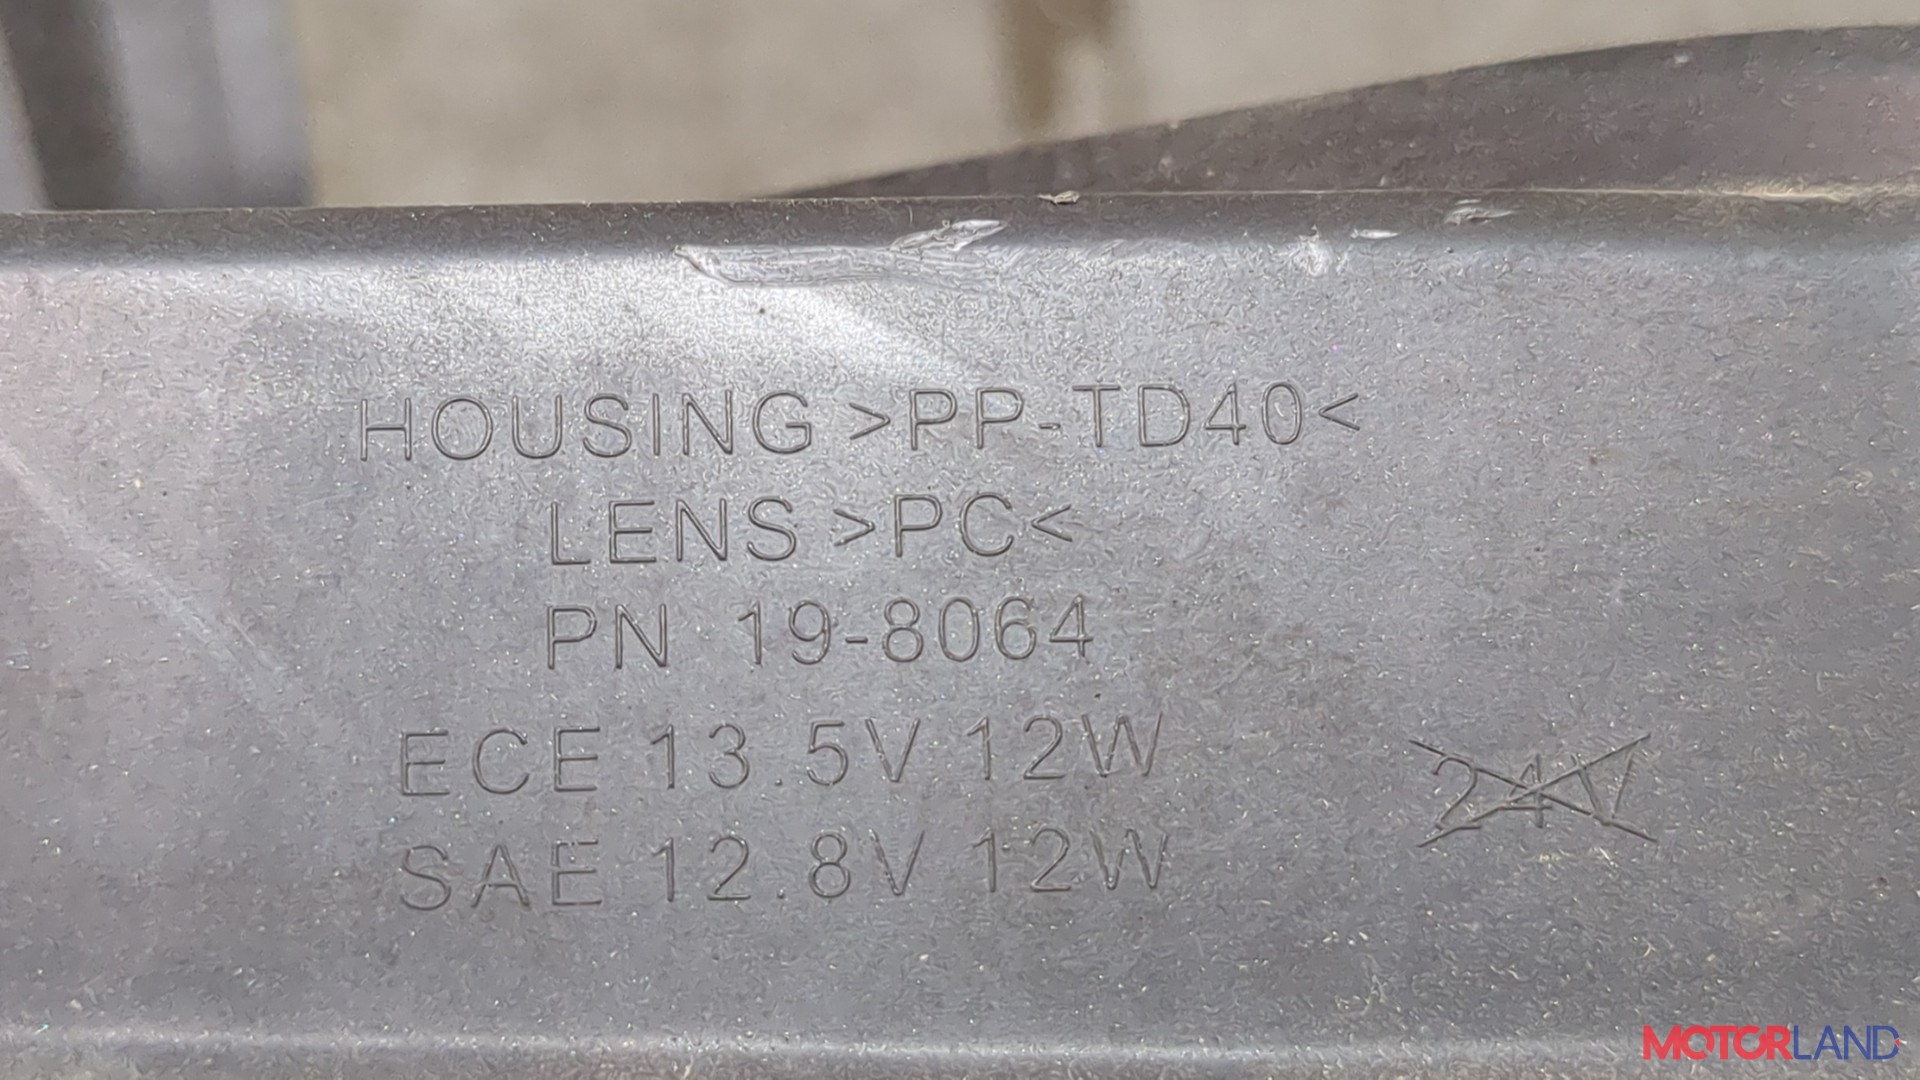 HOUSING >PP-TD40<
LENS >PC<
PN 19-8064
ECE 13.5V 12W
SAE 12.8V 12W
24V
MOTORLAND